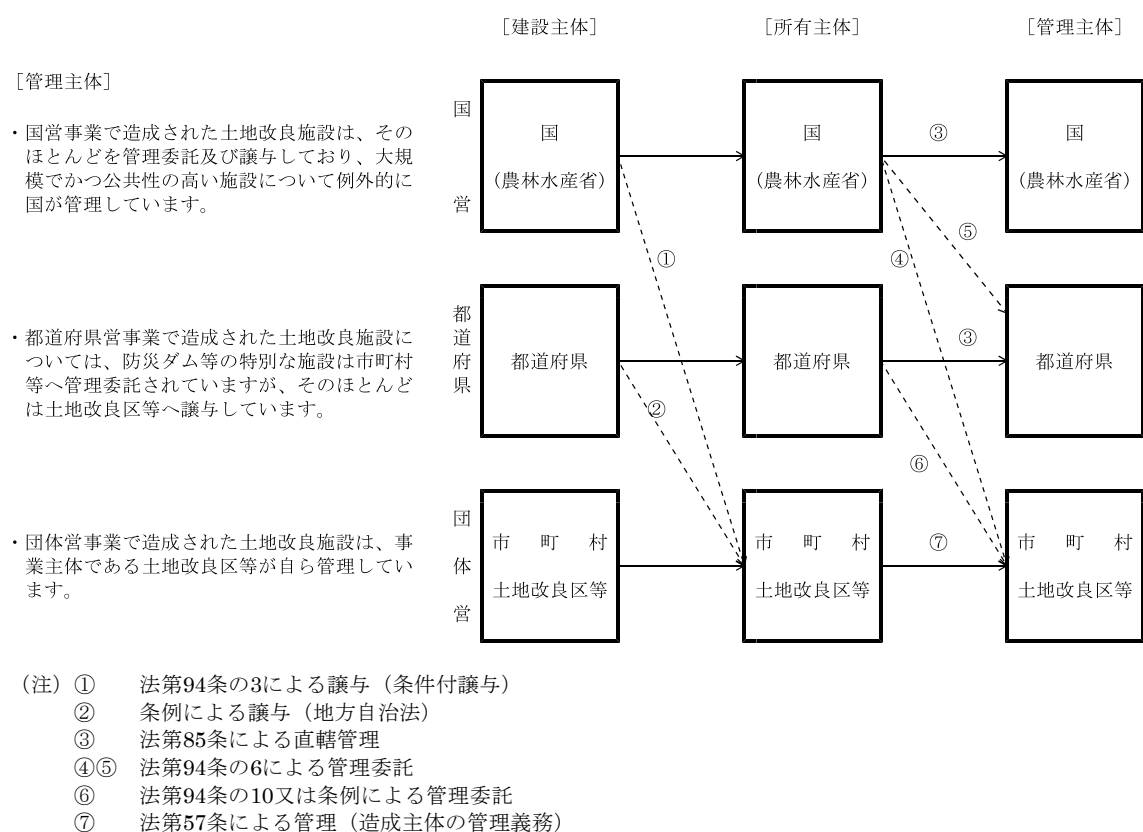 ［建設主体］ ［所有主体］ ［管理主体］
［管理主体］
・国営事業で造成された土地改良施設は、その
ほとんどを管理委託及び譲与しており、大規
模でかつ公共性の高い施設について例外的に
国が管理しています。
国
営
国
(農林水産省)
国
(農林水産省)
国
(農林水産省)
③
⑤
①
④
・都道府県営事業で造成された土地改良施設に
ついては、防災ダム等の特別な施設は市町村
等へ管理委託されていますが、そのほとんど
は土地改良区等へ譲与しています。
都
道
府
県
都道府県
都道府県
都道府県
③
②
⑥
・団体営事業で造成された土地改良施設は、事
業主体である土地改良区等が自ら管理してい
ます。
団
体
営
市 町 村
土地改良区等
市 町 村
土地改良区等
市 町 村
土地改良区等
⑦
（注）① 法第94条の3による譲与（条件付譲与）
② 条例による譲与（地方自治法）
③ 法第85条による直轄管理
④⑤ 法第94条の6による管理委託
⑥ 法第94条の10又は条例による管理委託
⑦ 法第57条による管理（造成主体の管理義務）